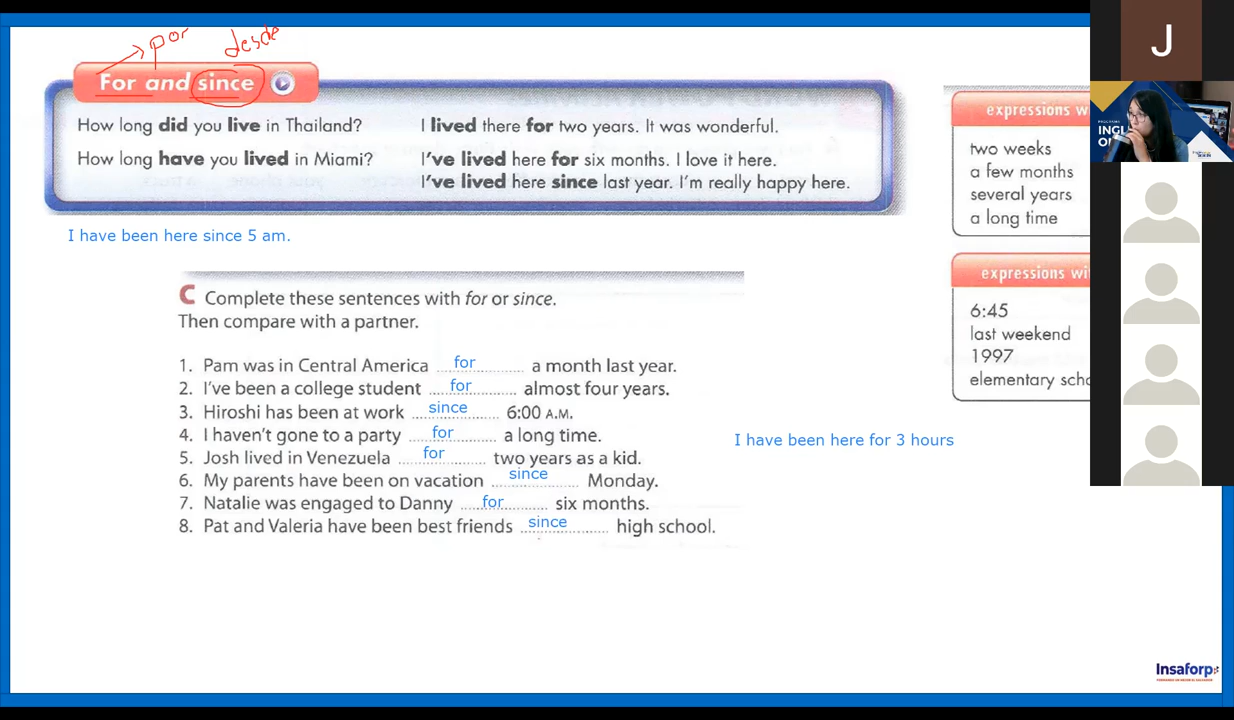 por
desde
For and since
How long did you live in Thailand? I lived there for two years. It was wonderful.
How long have you lived in Miami? I've lived here for six months. I love it here.
I've lived here since last year. I'm really happy here.
I have been here since 5 am.
C Complete these sentences with for or since.
Then compare with a partner.
1. Pam was in Central America for a month last year.
2. I've been a college student for almost four years.
3. Hiroshi has been at work since 6:00 A.M.
4. I haven't gone to a party for a long time.
5. Josh lived in Venezuela for two years as a kid.
6. My parents have been on vacation since Monday.
7. Natalie was engaged to Danny for six months.
8. Pat and Valeria have been best friends since high school.
I have been here for 3 hours
expressions
two weeks
a few months
several years
a long time
expressions
6:45
last weekend
1997
elementary
J
Insaforp